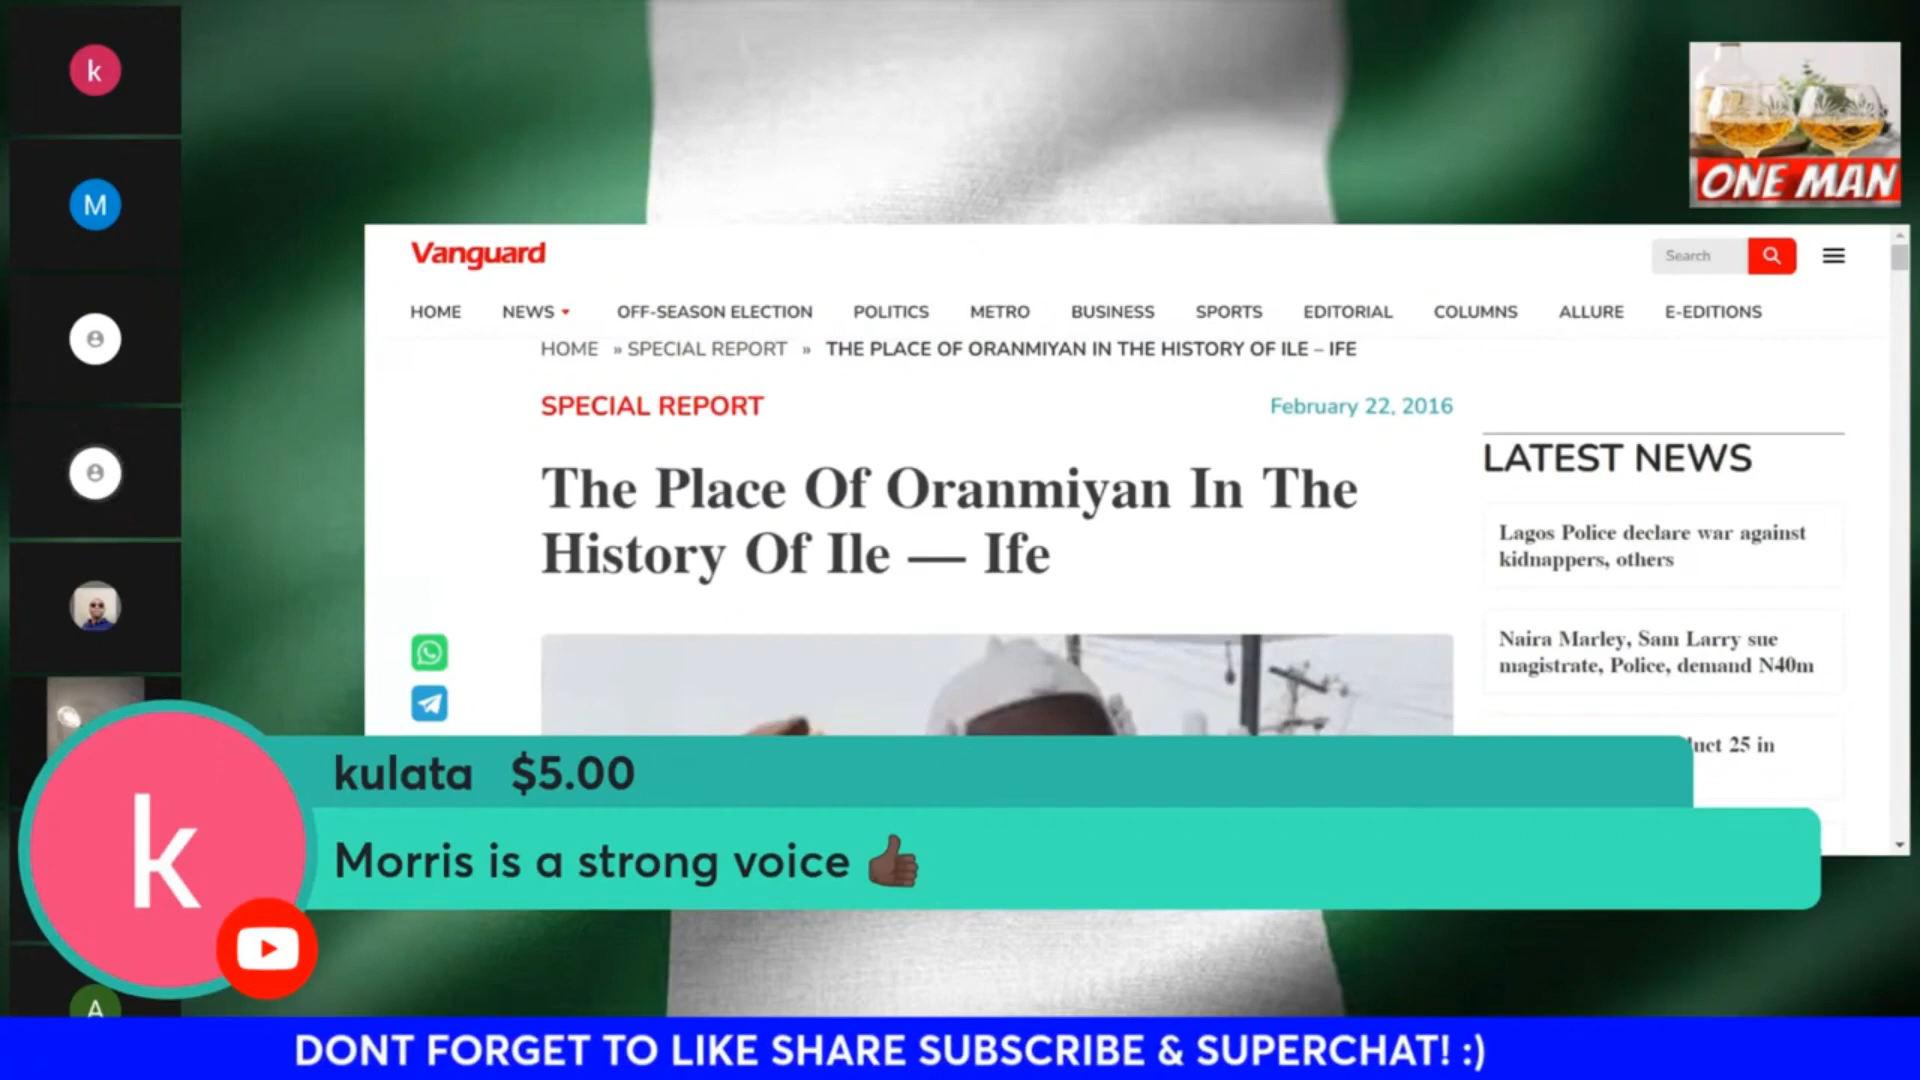 k
M
ONE MAN
Vanguard
Search
HOME NEWS OFF-SEASON ELECTION POLITICS METRO BUSINESS SPORTS EDITORIAL COLUMNS ALLURE E-EDITIONS
HOME » SPECIAL REPORT » THE PLACE OF ORANMIYAN IN THE HISTORY OF ILE – IFE
SPECIAL REPORT
February 22, 2016
The Place Of Oranmiyan In The
History Of Ile — Ife
LATEST NEWS
Lagos Police declare war against
kidnappers, others
Naira Marley, Sam Larry sue
magistrate, Police, demand N40m
25 in
kulata $5.00
k
Morris is a strong voice 👍🏿
A
DONT FORGET TO LIKE SHARE SUBSCRIBE & SUPERCHAT! :)